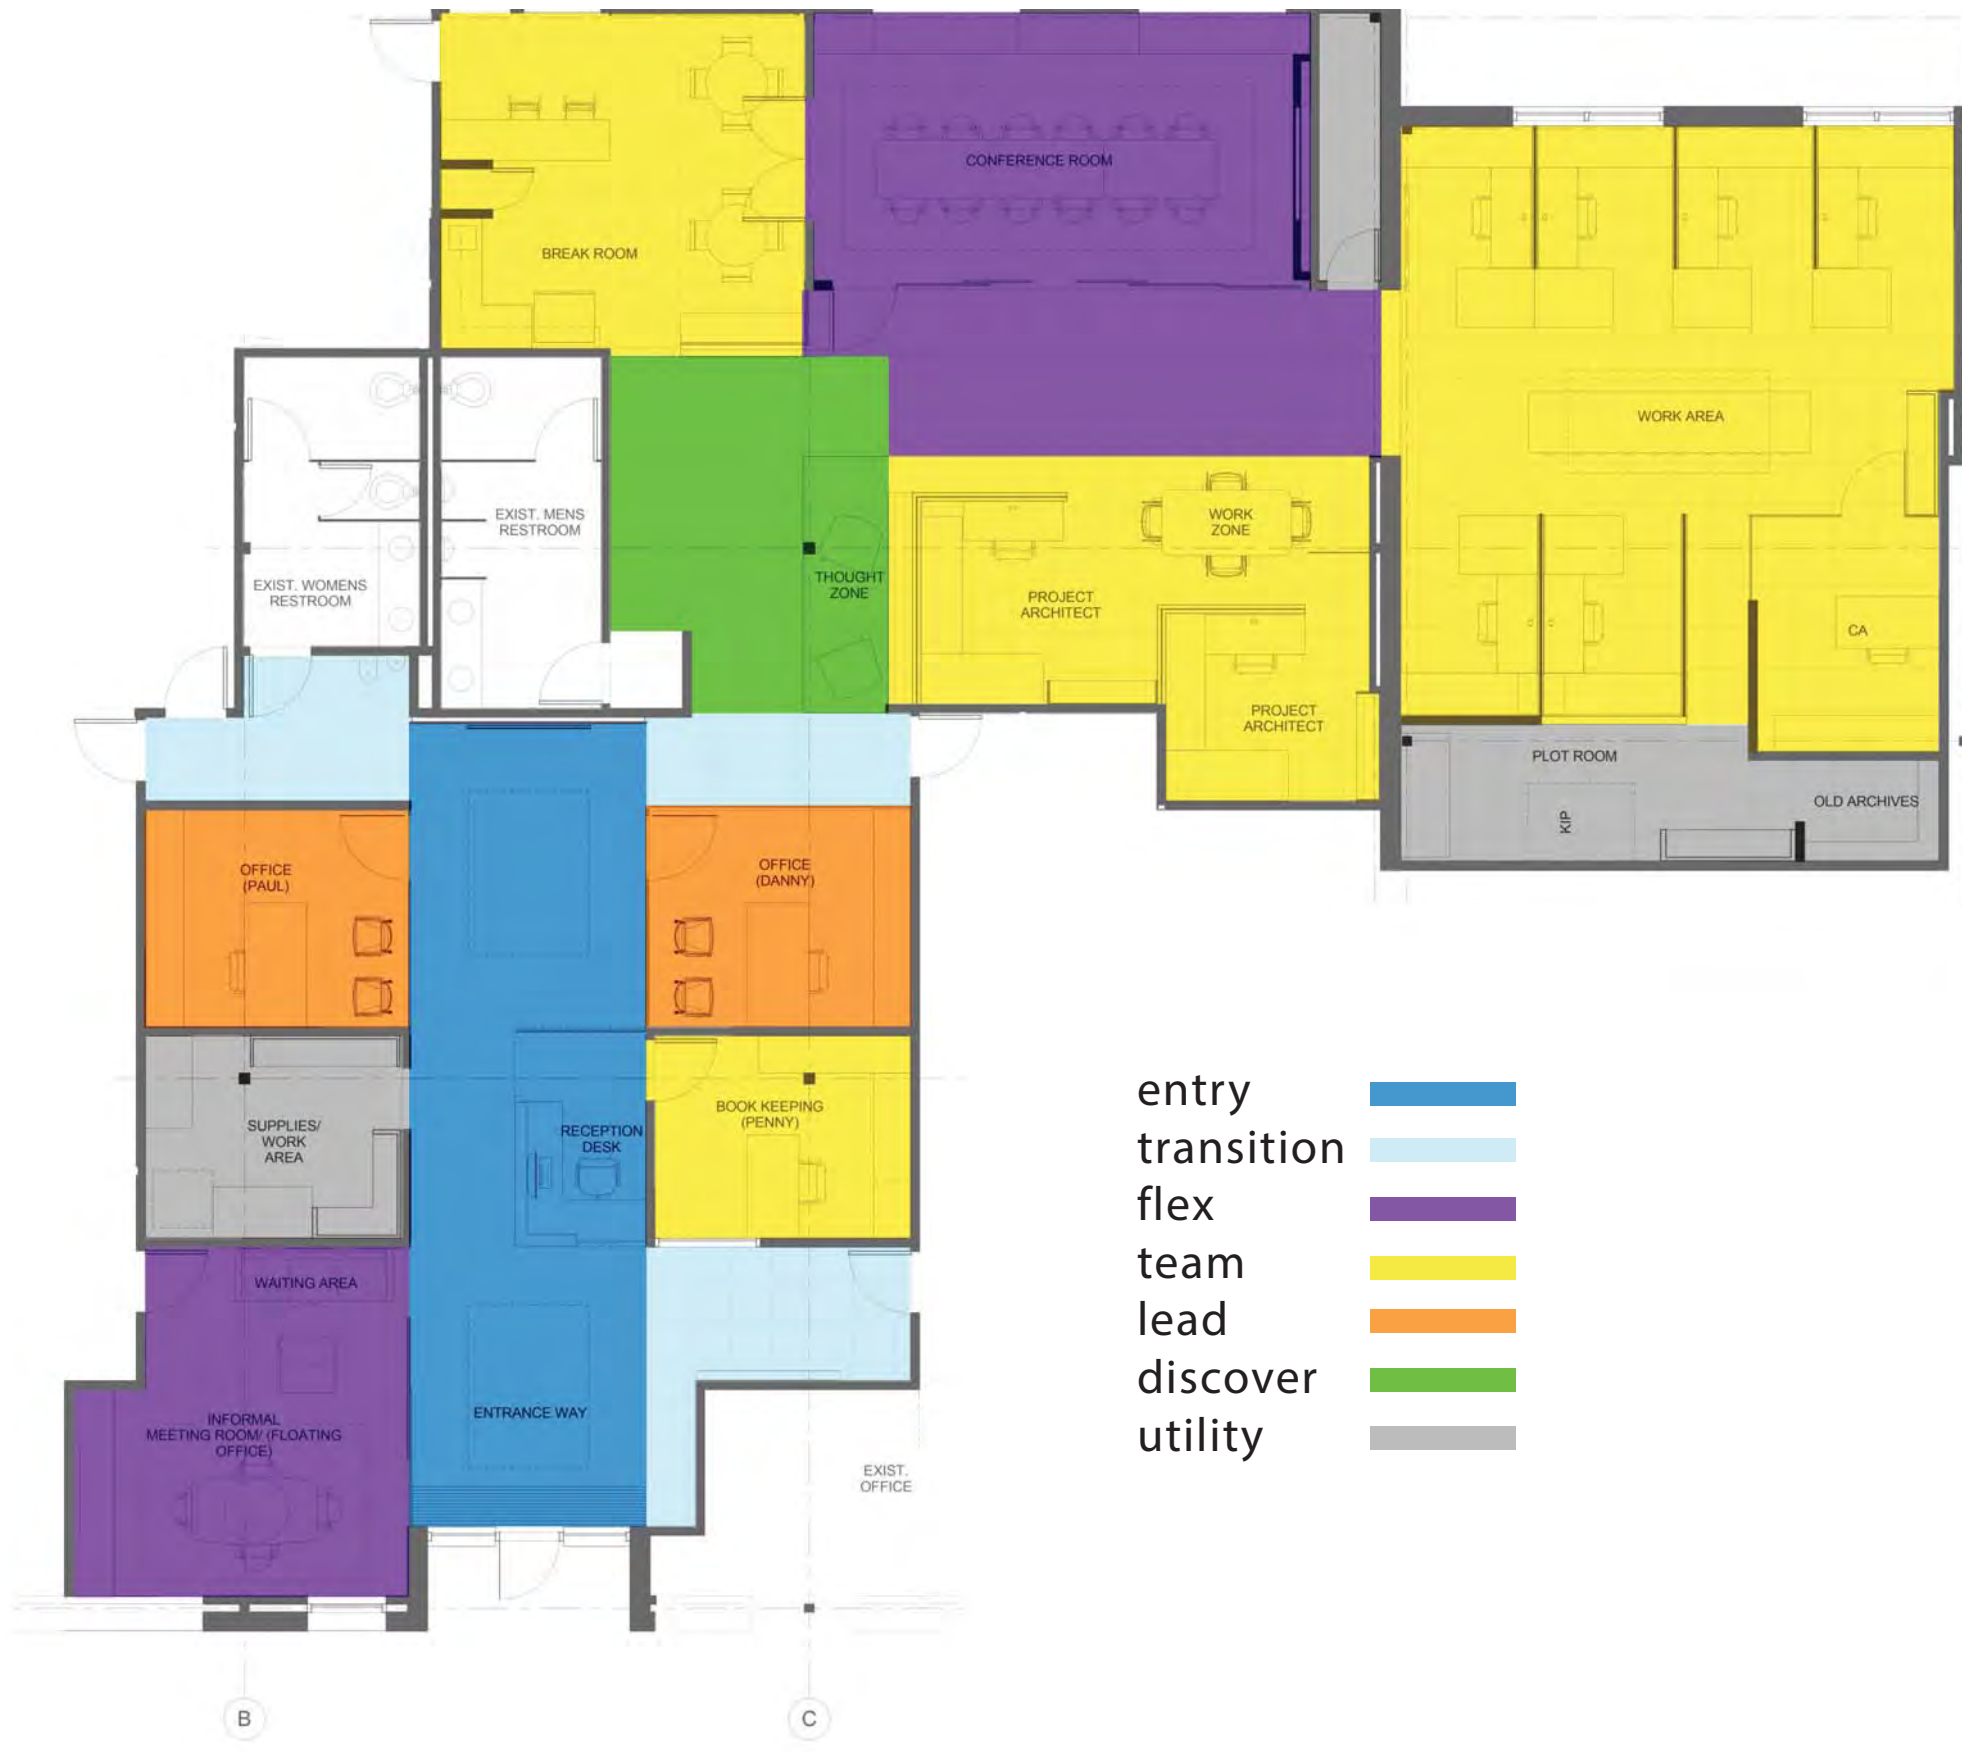 CONFERENCE ROOM
BREAK ROOM
WORK AREA
EXIST. MENS
RESTROOM
WORK
ZONE
EXIST. WOMENS
RESTROOM
THOUGHT
ZONE
PROJECT
ARCHITECT
CA
PROJECT
ARCHITECT
PLOT ROOM
KIP
OLD ARCHIVES
OFFICE
(PAUL)
OFFICE
(DANNY)
SUPPLIES/
WORK
AREA
RECEPTION
DESK
BOOK KEEPING
(PENNY)
WAITING AREA
INFORMAL
MEETING ROOM/ (FLOATING
OFFICE)
ENTRANCE WAY
EXIST.
OFFICE
entry
transition
flex
team
lead
discover
utility
B
C